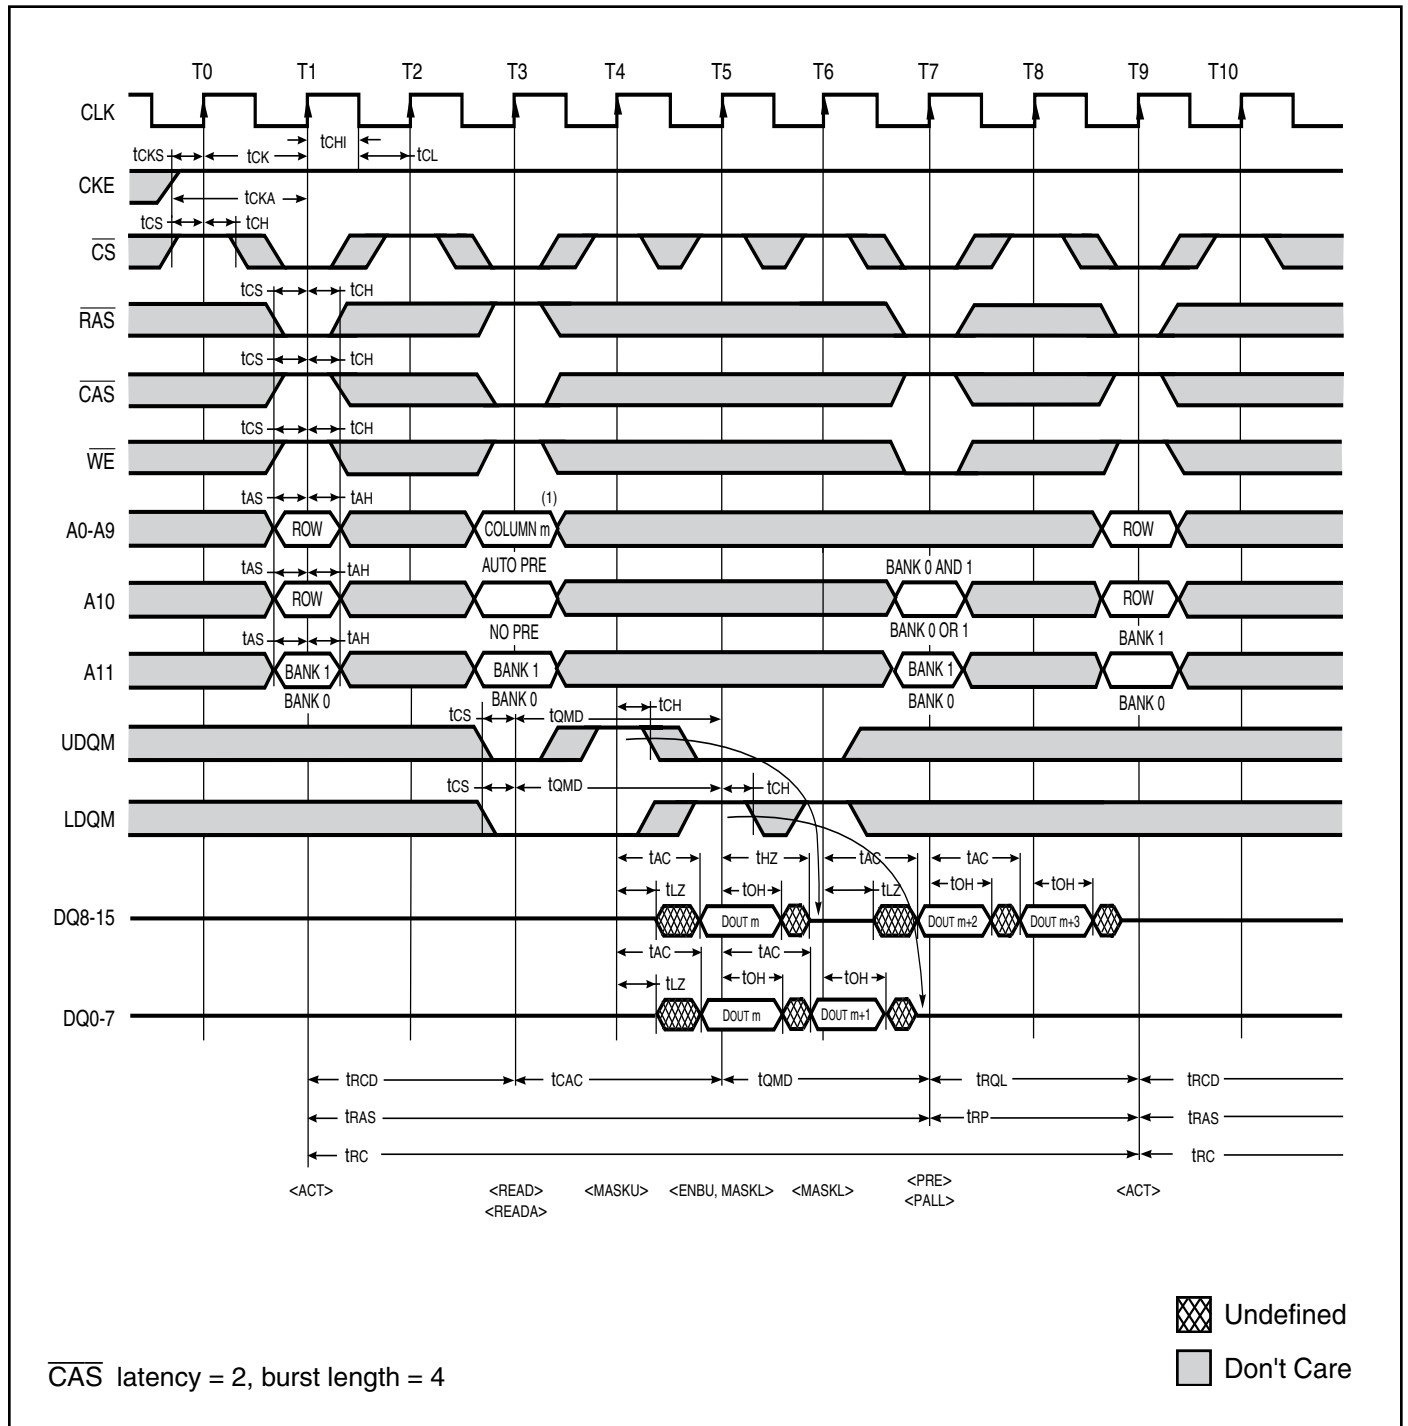 T0 T1 T2 T3 T4 T5 T6 T7 T8 T9 T10
CLK
tCHI
tCKS tCK tCL
CKE
tCKA
tCS tCH
CS
tCS tCH
RAS
tCS tCH
CAS
tCS tCH
WE
tAS tAH (1)
A0-A9 ROW COLUMN m ROW
tAS tAH AUTO PRE BANK 0 AND 1
A10 ROW ROW
NO PRE BANK 0 OR 1 BANK 1
tAS tAH
A11 BANK 1 BANK 1 BANK 1
BANK 0 BANK 0 BANK 0 BANK 0
tCS tQMD tCH
UDQM
tCS tQMD tCH
LDQM
tAC tHZ tAC tAC
tLZ tOH tLZ tOH tOH
DQ8-15 DOUT m DOUT m+2 DOUT m+3
tAC tAC
tLZ tOH tOH
DQ0-7 DOUT m DOUT m+1
tRCD tCAC tQMD tRQL tRCD
tRAS tRP tRAS
tRC tRC
<ACT> <READ> <MASKU> <ENBU, MASKL> <MASKL> <PRE> <ACT>
<READA> <PALL>
Undefined
Don't Care
CAS latency = 2, burst length = 4